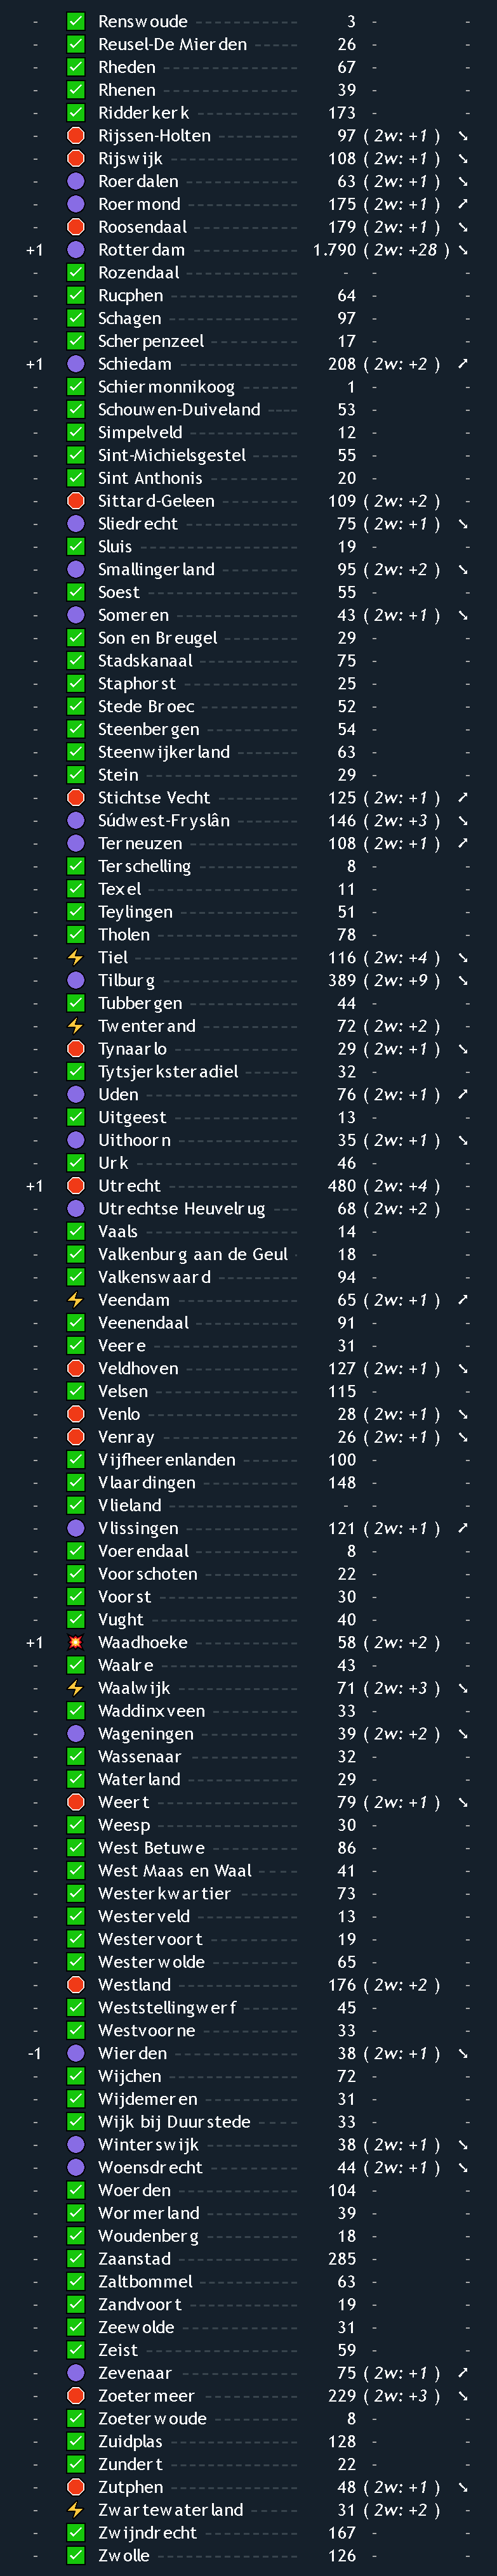 - ✅ Renswoude ---------------- 3 - -
- ✅ Reusel-De Mierden ------- 26 - -
- ✅ Rheden -------------------- 67 - -
- ✅ Rhenen -------------------- 39 - -
- ✅ Ridderkerk ---------------- 173 - -
- 🛑 Rijssen-Holten ------------ 97 ( 2w: +1 ) ↘
- 🛑 Rijswijk ------------------- 108 ( 2w: +1 ) ↘
- 🟣 Roerdalen ----------------- 63 ( 2w: +1 ) ↘
- 🟣 Roermond ----------------- 175 ( 2w: +1 ) ↗
- 🛑 Roosendaal ---------------- 179 ( 2w: +1 ) ↘
+1 🟣 Rotterdam ---------------- 1.790 ( 2w: +28 ) ↘
- ✅ Rozendaal ----------------- - - -
- ✅ Rucphen ------------------- 64 - -
- ✅ Schagen ------------------- 97 - -
- ✅ Scherpenzeel -------------- 17 - -
+1 🟣 Schiedam ----------------- 208 ( 2w: +2 ) ↗
- ✅ Schiermonnikoog --------- 1 - -
- ✅ Schouwen-Duiveland ---- 53 - -
- ✅ Simpelveld ---------------- 12 - -
- ✅ Sint-Michielsgestel ------- 55 - -
- ✅ Sint Anthonis ------------- 20 - -
- 🛑 Sittard-Geleen ------------ 109 ( 2w: +2 ) -
- 🟣 Sliedrecht ----------------- 75 ( 2w: +1 ) ↘
- ✅ Sluis ---------------------- 19 - -
- 🟣 Smallingerland ------------ 95 ( 2w: +2 ) ↘
- ✅ Soest ---------------------- 55 - -
- 🟣 Someren ------------------ 43 ( 2w: +1 ) ↘
- ✅ Son en Breugel ----------- 29 - -
- ✅ Stadskanaal --------------- 75 - -
- ✅ Staphorst ----------------- 25 - -
- ✅ Stede Broec --------------- 52 - -
- ✅ Steenbergen -------------- 54 - -
- ✅ Steenwijkerland ---------- 63 - -
- ✅ Stein ---------------------- 29 - -
- 🛑 Stichtse Vecht ------------ 125 ( 2w: +1 ) ↗
- 🟣 Súdwest-Fryslân ---------- 146 ( 2w: +3 ) ↘
- 🟣 Terneuzen ---------------- 108 ( 2w: +1 ) ↗
- ✅ Terschelling --------------- 8 - -
- ✅ Texel ---------------------- 11 - -
- ✅ Teylingen ----------------- 51 - -
- ✅ Tholen -------------------- 78 - -
- ⚡ Tiel ----------------------- 116 ( 2w: +4 ) ↘
- 🟣 Tilburg -------------------- 389 ( 2w: +9 ) ↘
- ✅ Tubbergen ---------------- 44 - -
- ⚡ Twenterand --------------- 72 ( 2w: +2 ) -
- 🛑 Tynaarlo ------------------ 29 ( 2w: +1 ) ↘
- ✅ Tytsjerksteradiel --------- 32 - -
- 🟣 Uden ---------------------- 76 ( 2w: +1 ) ↗
- ✅ Uitgeest ------------------ 13 - -
- 🟣 Uithoorn ------------------ 35 ( 2w: +1 ) ↘
- ✅ Urk ------------------------ 46 - -
+1 🛑 Utrecht ------------------- 480 ( 2w: +4 ) -
- 🟣 Utrechtse Heuvelrug --- 68 ( 2w: +2 ) -
- ✅ Vaals ---------------------- 14 - -
- ✅ Valkenburg aan de Geul - 18 - -
- ✅ Valkenswaard ------------- 94 - -
- ⚡ Veendam ------------------ 65 ( 2w: +1 ) ↗
- ✅ Veenendaal --------------- 91 - -
- ✅ Veere --------------------- 31 - -
- 🛑 Veldhoven ---------------- 127 ( 2w: +1 ) ↘
- ✅ Velsen -------------------- 115 - -
- 🛑 Venlo --------------------- 28 ( 2w: +1 ) ↘
- 🛑 Venray -------------------- 26 ( 2w: +1 ) ↘
- ✅ Vijfheerenlanden --------- 100 - -
- ✅ Vlaardingen -------------- 148 - -
- ✅ Vlieland ------------------- - - -
- 🟣 Vlissingen ---------------- 121 ( 2w: +1 ) ↗
- ✅ Voerendaal --------------- 8 - -
- ✅ Voorschoten -------------- 22 - -
- ✅ Voorst -------------------- 30 - -
- ✅ Vught --------------------- 40 - -
+1 💥 Waadhoeke --------------- 58 ( 2w: +2 ) -
- ✅ Waalre -------------------- 43 - -
- ⚡ Waalwijk ------------------ 71 ( 2w: +3 ) ↘
- ✅ Waddinxveen ------------- 33 - -
- 🟣 Wageningen -------------- 39 ( 2w: +2 ) ↘
- ✅ Wassenaar ---------------- 32 - -
- ✅ Waterland ---------------- 29 - -
- 🛑 Weert --------------------- 79 ( 2w: +1 ) ↘
- ✅ Weesp --------------------- 30 - -
- ✅ West Betuwe ------------- 86 - -
- ✅ West Maas en Waal ----- 41 - -
- ✅ Westerkwartier ---------- 73 - -
- ✅ Westerveld --------------- 13 - -
- ✅ Westervoort -------------- 19 - -
- ✅ Westerwolde ------------- 65 - -
- 🛑 Westland ----------------- 176 ( 2w: +2 ) -
- ✅ Weststellingwerf -------- 45 - -
- ✅ Westvoorne -------------- 33 - -
-1 🟣 Wierden ------------------ 38 ( 2w: +1 ) ↘
- ✅ Wijchen ------------------ 72 - -
- ✅ Wijdemeren -------------- 31 - -
- ✅ Wijk bij Duurstede ------ 33 - -
- 🟣 Winterswijk -------------- 38 ( 2w: +1 ) ↘
- 🟣 Woensdrecht ------------- 44 ( 2w: +1 ) ↘
- ✅ Woerden ------------------ 104 - -
- ✅ Wormerland -------------- 39 - -
- ✅ Woudenberg -------------- 18 - -
- ✅ Zaanstad ----------------- 285 - -
- ✅ Zaltbommel -------------- 63 - -
- ✅ Zandvoort ---------------- 19 - -
- ✅ Zeewolde ---------------- 31 - -
- ✅ Zeist --------------------- 59 - -
- 🟣 Zevenaar ----------------- 75 ( 2w: +1 ) ↗
- 🛑 Zoetermeer -------------- 229 ( 2w: +3 ) ↘
- ✅ Zoeterwoude ------------ 8 - -
- ✅ Zuidplas ------------------ 128 - -
- ✅ Zundert ------------------ 22 - -
- 🛑 Zutphen ------------------ 48 ( 2w: +1 ) ↘
- ⚡ Zwartewaterland -------- 31 ( 2w: +2 ) -
- ✅ Zwijndrecht -------------- 167 - -
- ✅ Zwolle -------------------- 126 - -